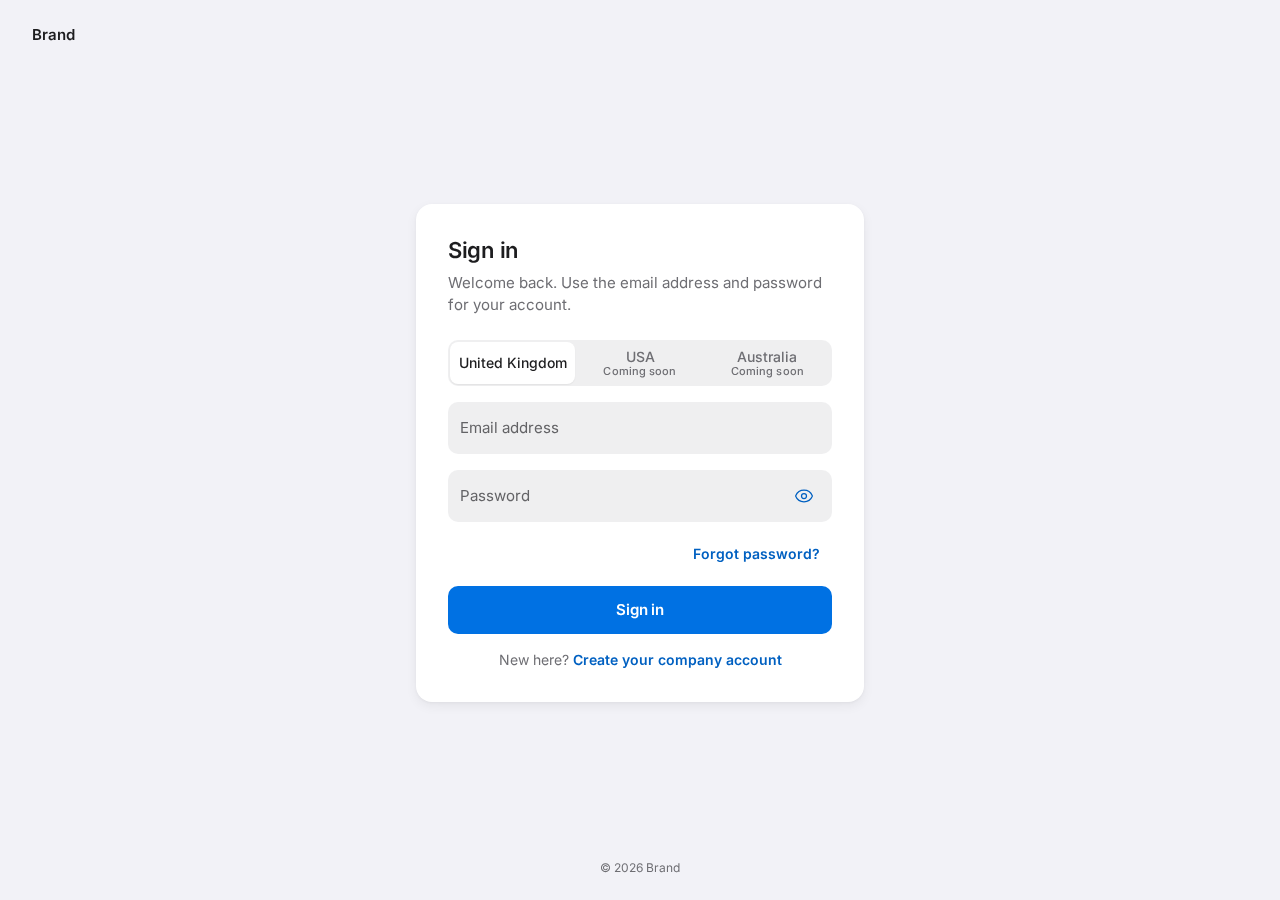 Brand
Sign in
Welcome back. Use the email address and password
for your account.
United Kingdom
USA
Coming soon
Australia
Coming soon
Email address
Password
Forgot password?
Sign in
New here? Create your company account
© 2026 Brand